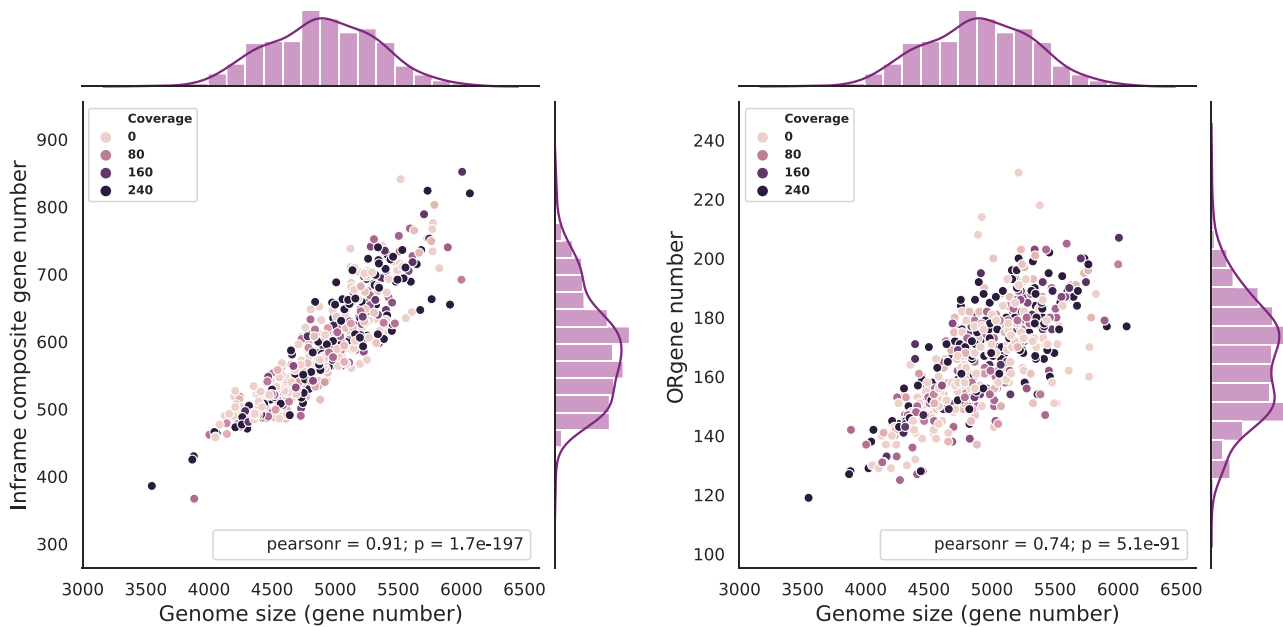 Inframe composite gene number
900
800
700
600
500
400
300
Coverage
0
80
160
240
pearsonr = 0.91; p = 1.7e-197
3000 3500 4000 4500 5000 5500 6000 6500
Genome size (gene number)
ORgene number
240
220
200
180
160
140
120
100
Coverage
0
80
160
240
pearsonr = 0.74; p = 5.1e-91
3000 3500 4000 4500 5000 5500 6000 6500
Genome size (gene number)